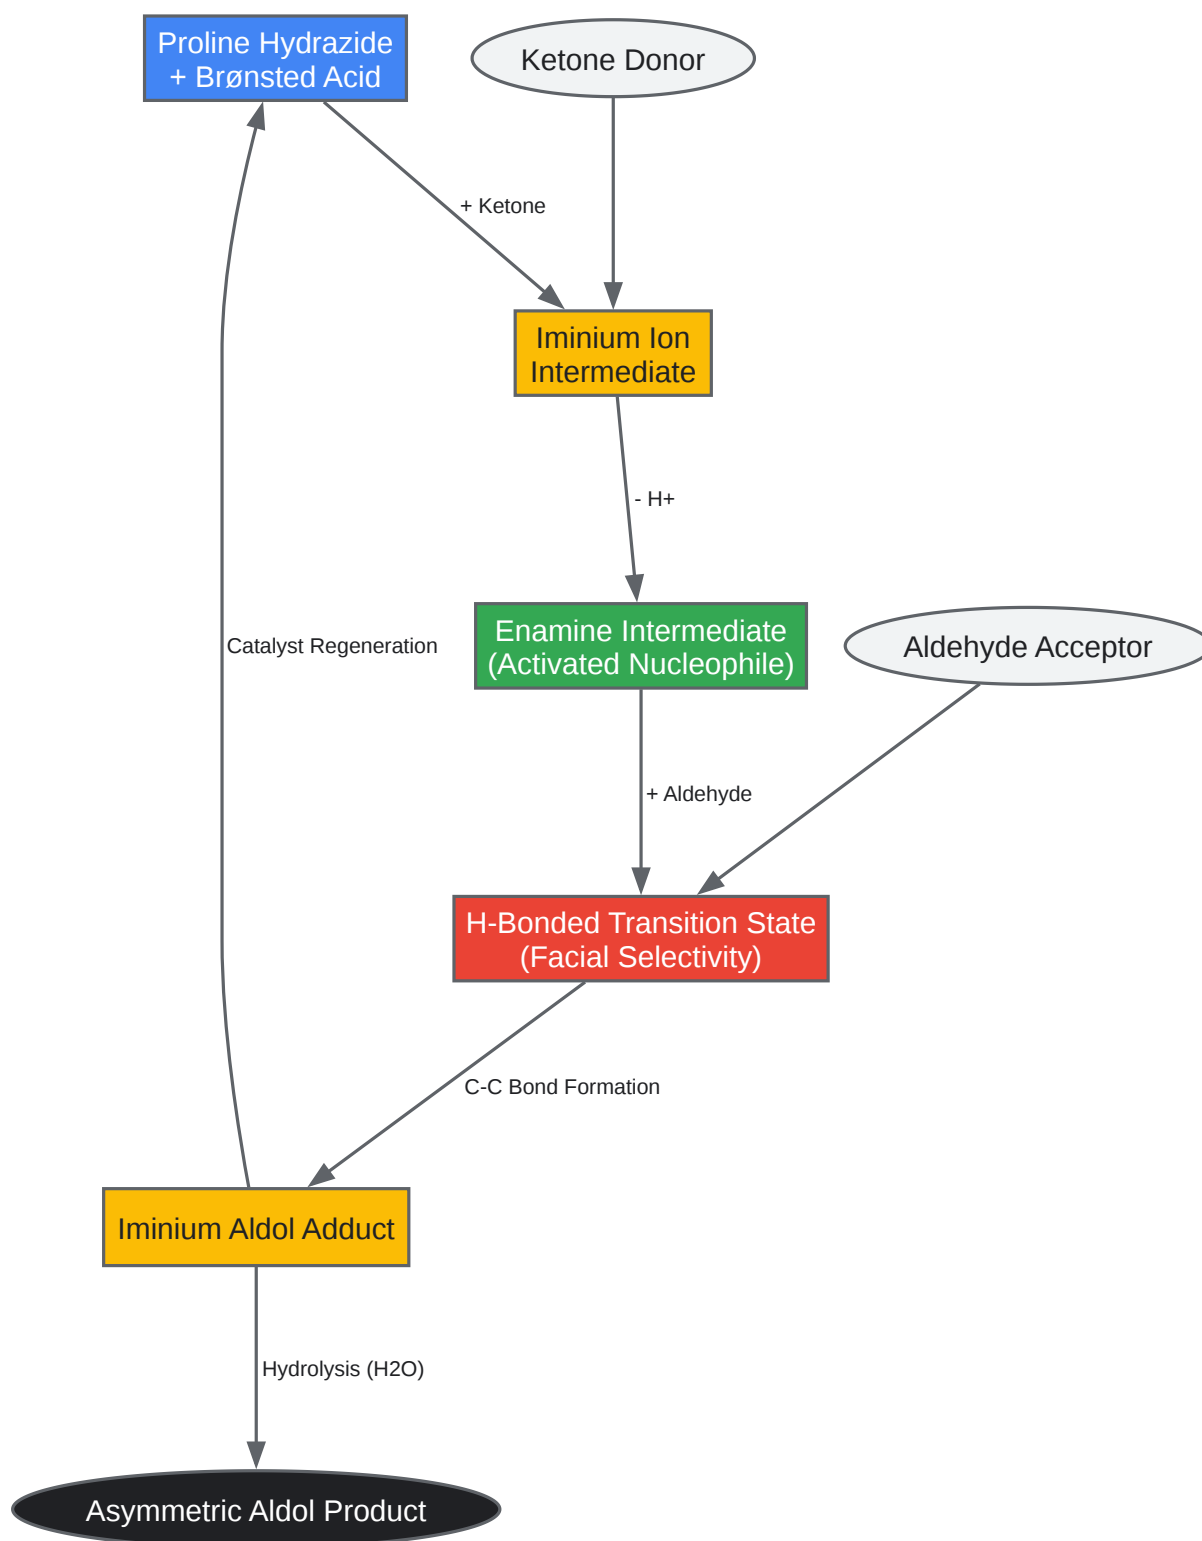 Proline Hydrazide
+ Brønsted Acid
Ketone Donor
+ Ketone
Iminium Ion
Intermediate
- H+
Enamine Intermediate
(Activated Nucleophile)
Aldehyde Acceptor
Catalyst Regeneration
+ Aldehyde
H-Bonded Transition State
(Facial Selectivity)
C-C Bond Formation
Iminium Aldol Adduct
Hydrolysis (H2O)
Asymmetric Aldol Product